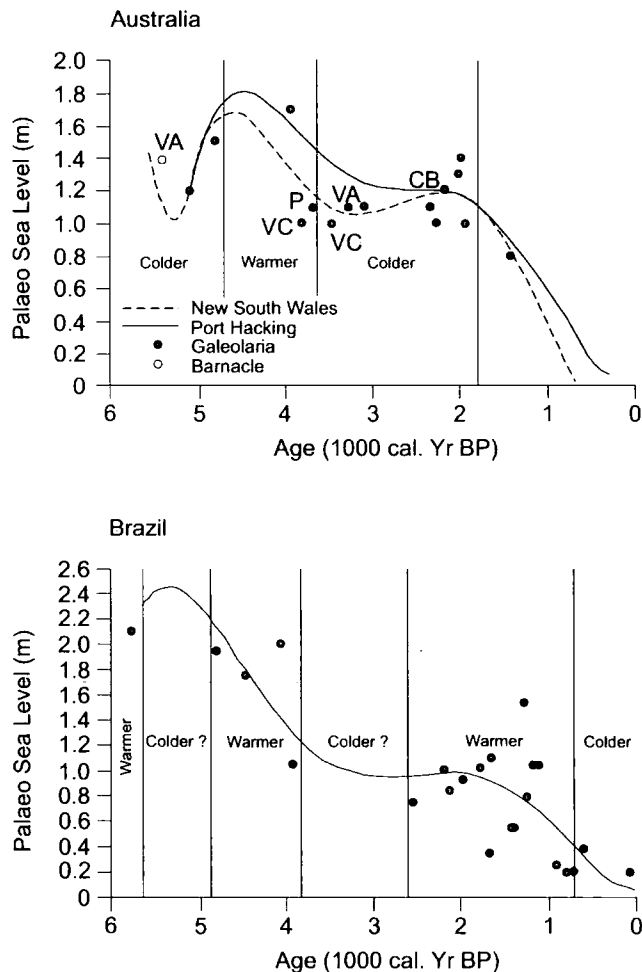 Australia
Palaeo Sea Level (m)
2.0
1.8
1.6
1.4
1.2
1.0
0.8
0.6
0.4
0.2
0
VA
P
VC
VA
VC
CB
Colder
Warmer
Colder
New South Wales
Port Hacking
Galeolaria
Barnacle
6 5 4 3 2 1 0
Age (1000 cal. Yr BP)
Brazil
Palaeo Sea Level (m)
2.6
2.4
2.2
2.0
1.8
1.6
1.4
1.2
1.0
0.8
0.6
0.4
0.2
0
Warmer
Colder ?
Warmer
Colder ?
Warmer
Colder
6 5 4 3 2 1 0
Age (1000 cal. Yr BP)